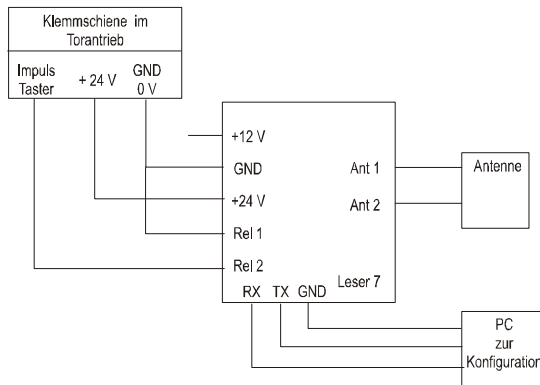 Klemmschiene im
Torantrieb
Impuls
Taster
+ 24 V
GND
0 V
+12 V
GND
+24 V
Rel 1
Rel 2
Ant 1
Ant 2
Leser 7
RX TX GND
Antenne
PC
zur
Konfiguration